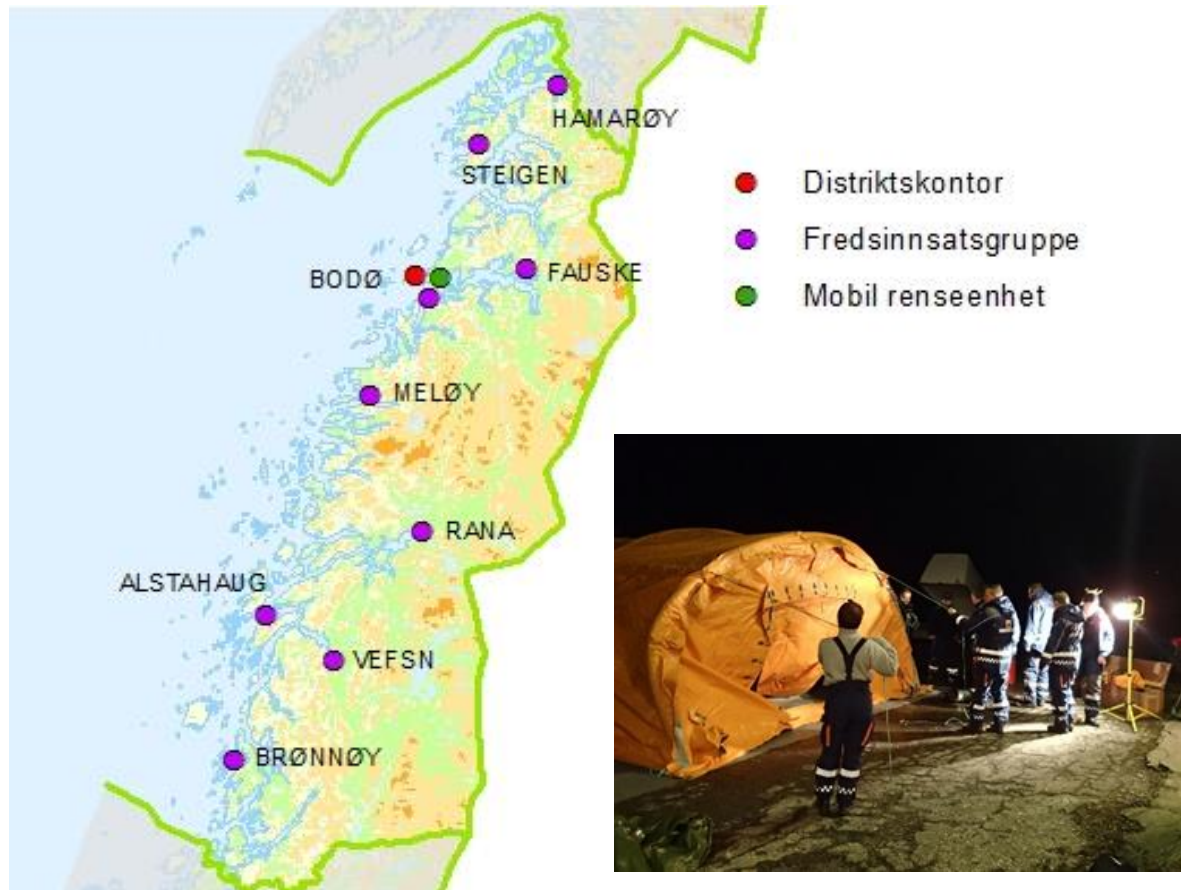 HAMARØY
STEIGEN
Distriktskontor
Fredsinnsatsgruppe
BODØ
FAUSKE
Mobil renseenhet
MELØY
RANA
ALSTAHAUG
VEFSN
BRØNNØY